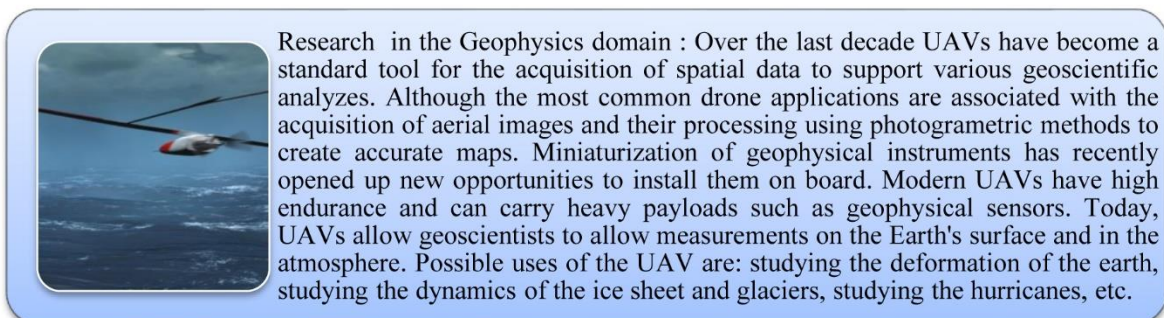 Research in the Geophysics domain : Over the last decade UAVs have become a
standard tool for the acquisition of spatial data to support various geoscientific
analyzes. Although the most common drone applications are associated with the
acquisition of aerial images and their processing using photogrametric methods to
create accurate maps. Miniaturization of geophysical instruments has recently
opened up new opportunities to install them on board. Modern UAVs have high
endurance and can carry heavy payloads such as geophysical sensors. Today,
UAVs allow geoscientists to allow measurements on the Earth's surface and in the
atmosphere. Possible uses of the UAV are: studying the deformation of the earth,
studying the dynamics of the ice sheet and glaciers, studying the hurricanes, etc.